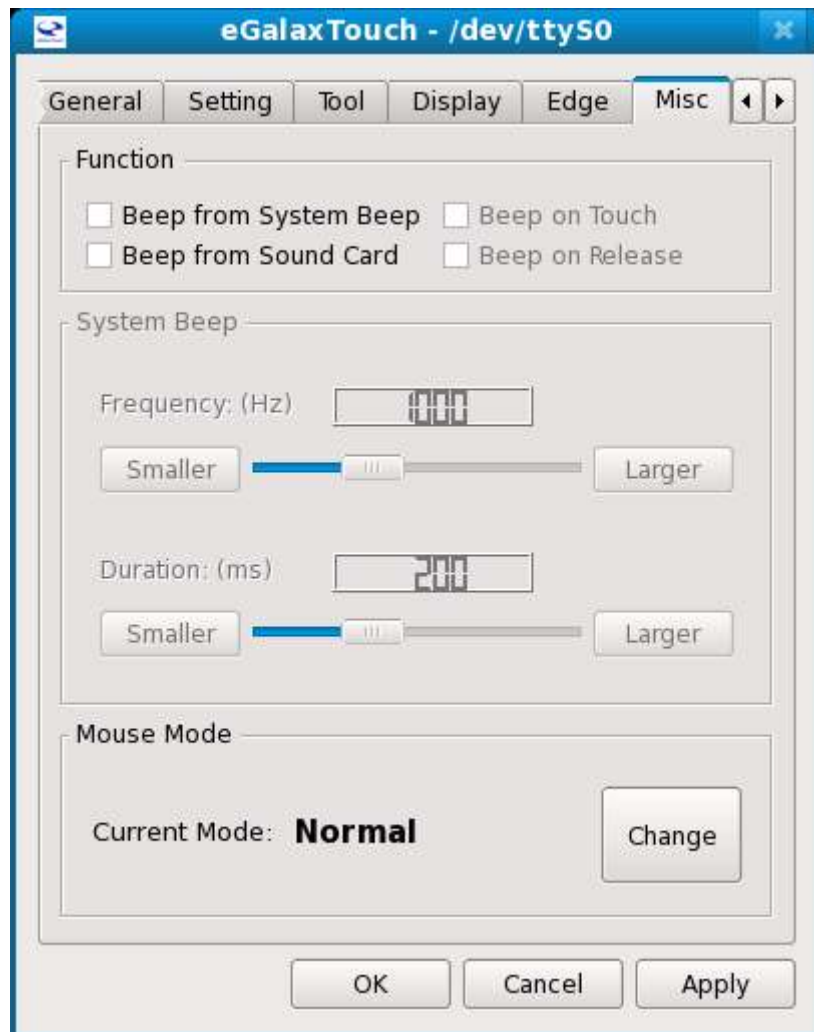 eGalaxTouch - /dev/ttyS0
General Setting Tool Display Edge Misc
Function
Beep from System Beep Beep on Touch
Beep from Sound Card Beep on Release
System Beep
Frequency: (Hz) 1000
Smaller Larger
Duration: (ms) 200
Smaller Larger
Mouse Mode
Current Mode: Normal Change
OK Cancel Apply